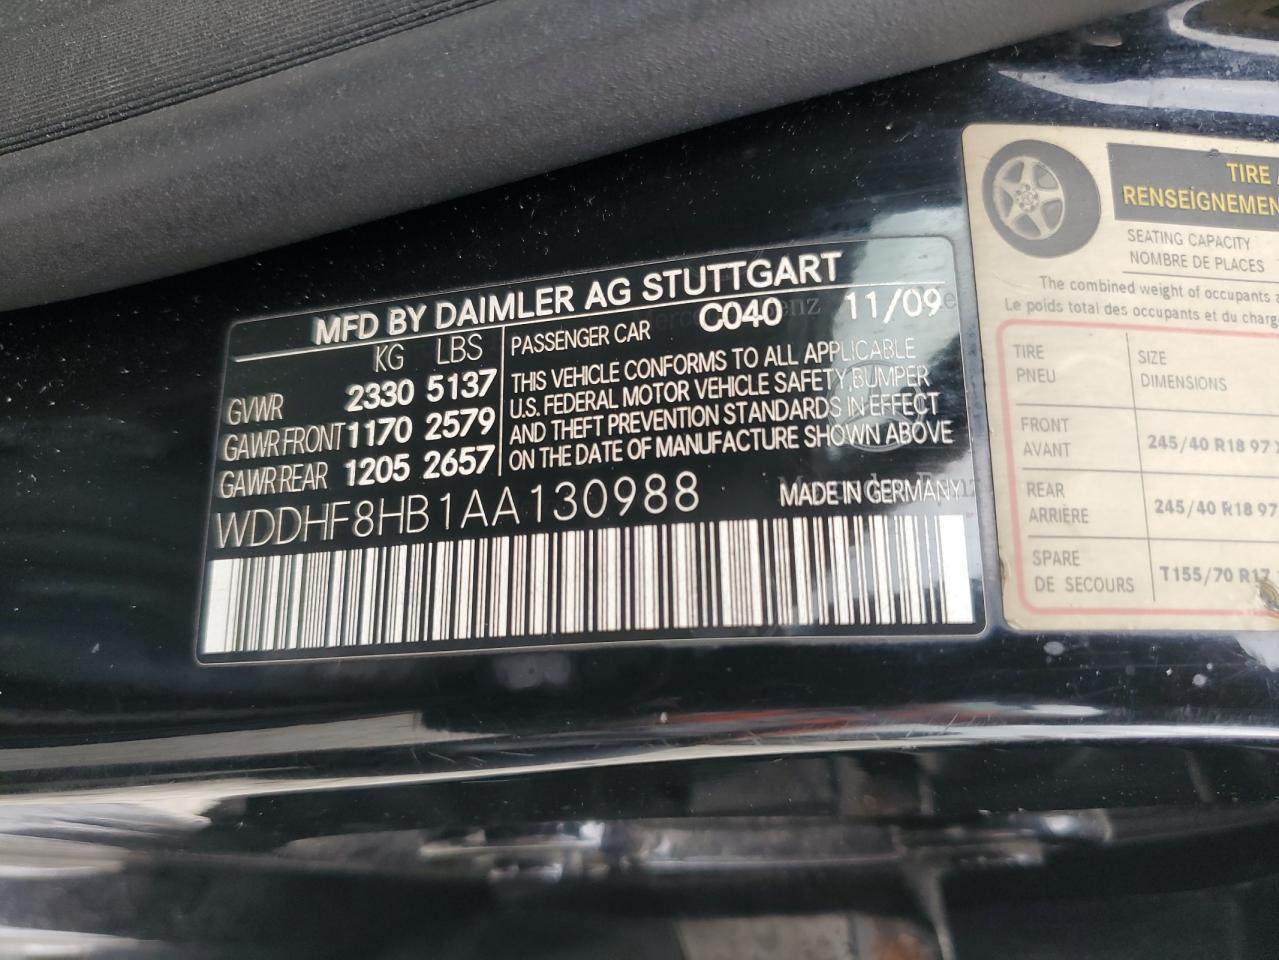 MFD BY DAIMLER AG STUTTGART
KG LBS
GVWR 2330 5137
GAWR FRONT 1170 2579
GAWR REAR 1205 2657
PASSENGER CAR C040 11/09
THIS VEHICLE CONFORMS TO ALL APPLICABLE
U.S. FEDERAL MOTOR VEHICLE SAFETY, BUMPER
AND THEFT PREVENTION STANDARDS IN EFFECT
ON THE DATE OF MANUFACTURE SHOWN ABOVE
WDDHF8HB1AA130988 MADE IN GERMANY
TIRE
RENSEIGNEMEN
SEATING CAPACITY
NOMBRE DE PLACES
The combined weight of occupants
Le poids total des occupants et du charg
TIRE SIZE
PNEU DIMENSIONS
FRONT
AVANT 245/40 R18 97
REAR
ARRIÈRE 245/40 R18 97
SPARE
DE SECOURS T155/70 R17